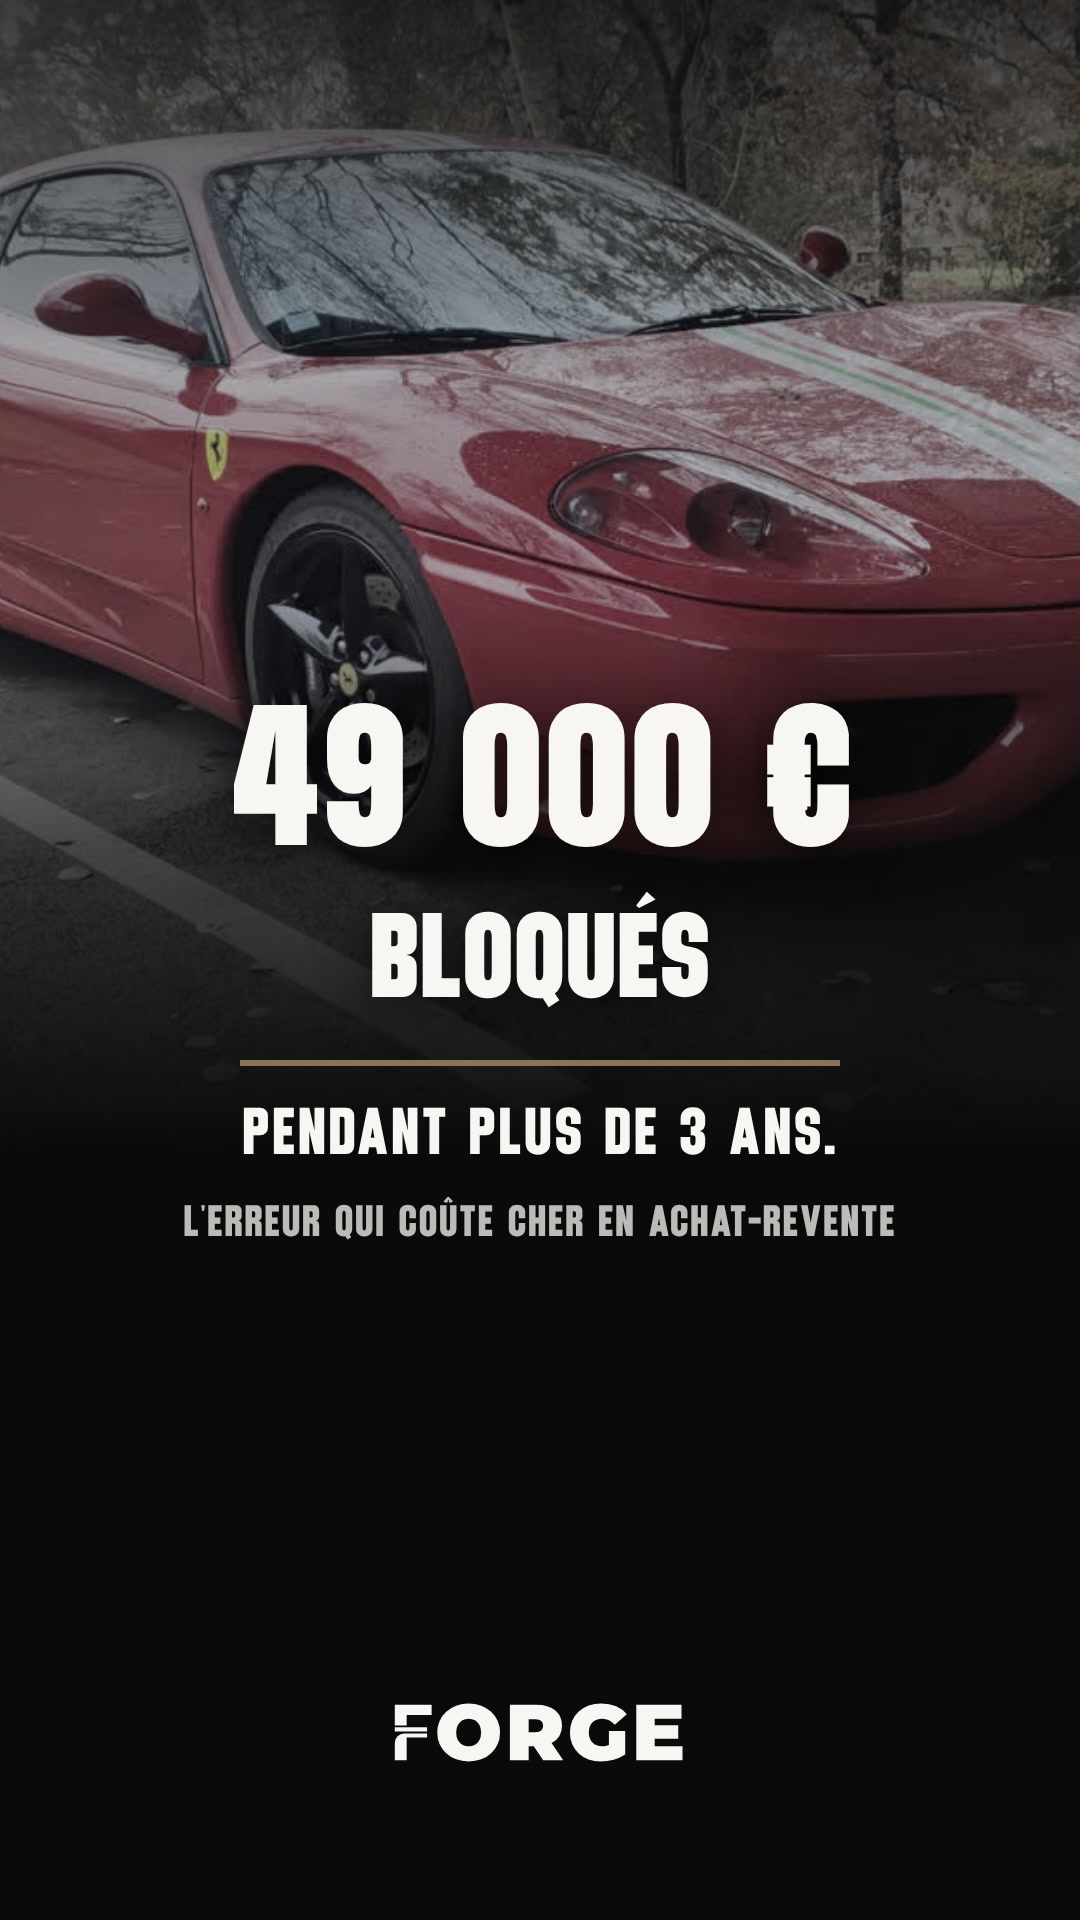 49 000 €
BLOQUÉS
PENDANT PLUS DE 3 ANS.
L'ERREUR QUI COÛTE CHER EN ACHAT-REVENTE
FORGE